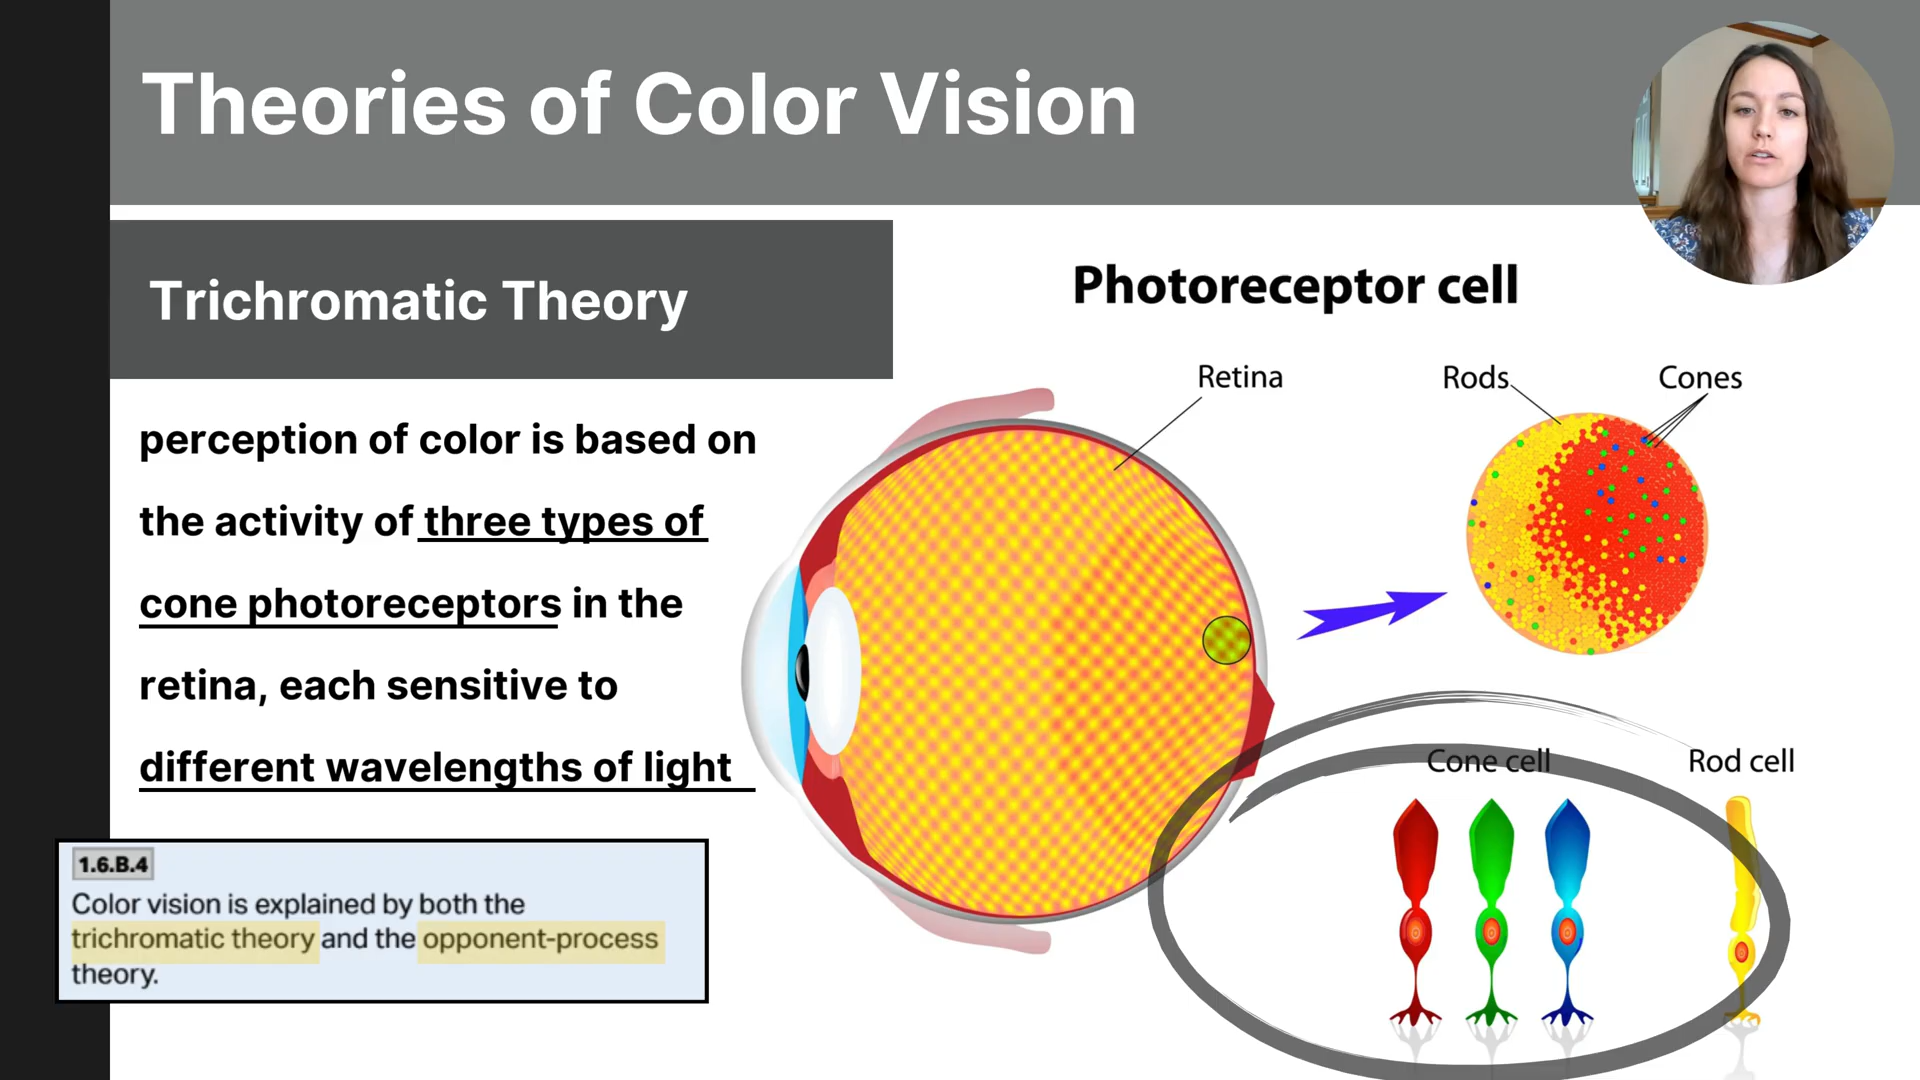 Theories of Color Vision
Trichromatic Theory
perception of color is based on
the activity of three types of
cone photoreceptors in the
retina, each sensitive to
different wavelengths of light
1.6.B.4
Color vision is explained by both the
trichromatic theory and the opponent-process
theory.
Photoreceptor cell
Retina
Rods
Cones
Cone cell
Rod cell